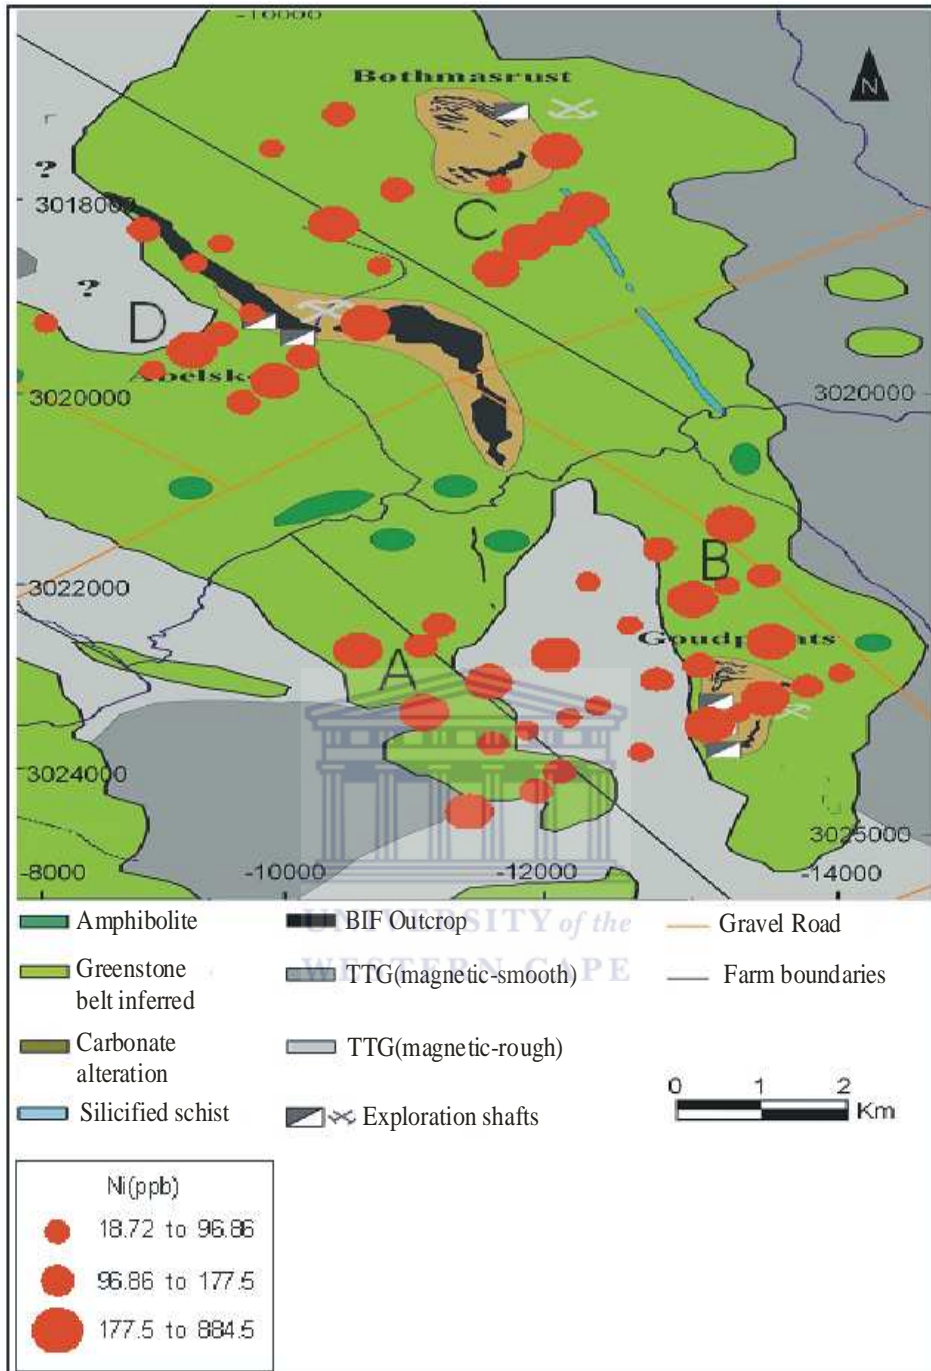 -10000
Bothmasrust
N
?
3018000
C
?
D
Abelsk
3020000
3020000
B
3022000
Goudplaats
A
3024000
3025000
-8000
-10000
-12000
-14000
UNIVERSITY of the
WESTERN CAPE
Amphibolite
BIF Outcrop
Gravel Road
Greenstone
belt inferred
TTG(magnetic-smooth)
Farm boundaries
Carbonate
alteration
TTG(magnetic-rough)
Silicified schist
Exploration shafts
0 1 2
Km
Ni(ppb)
18.72 to 96.86
96.86 to 177.5
177.5 to 884.5